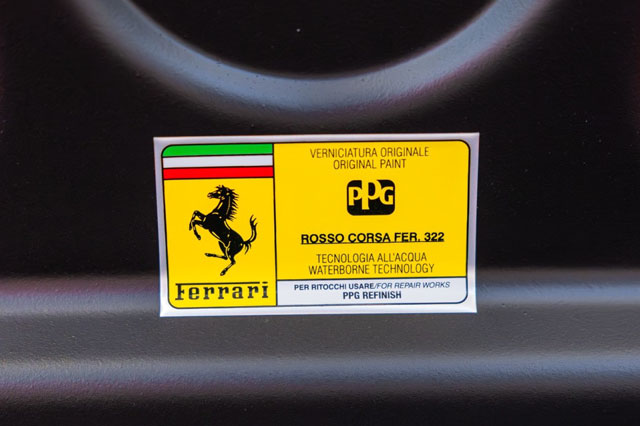 Ferrari
VERNICIATURA ORIGINALE
ORIGINAL PAINT
PPG
ROSSO CORSA FER. 322
TECNOLOGIA ALL'ACQUA
WATERBORNE TECHNOLOGY
PER RITOCCHI USARE/FOR REPAIR WORKS
PPG REFINISH